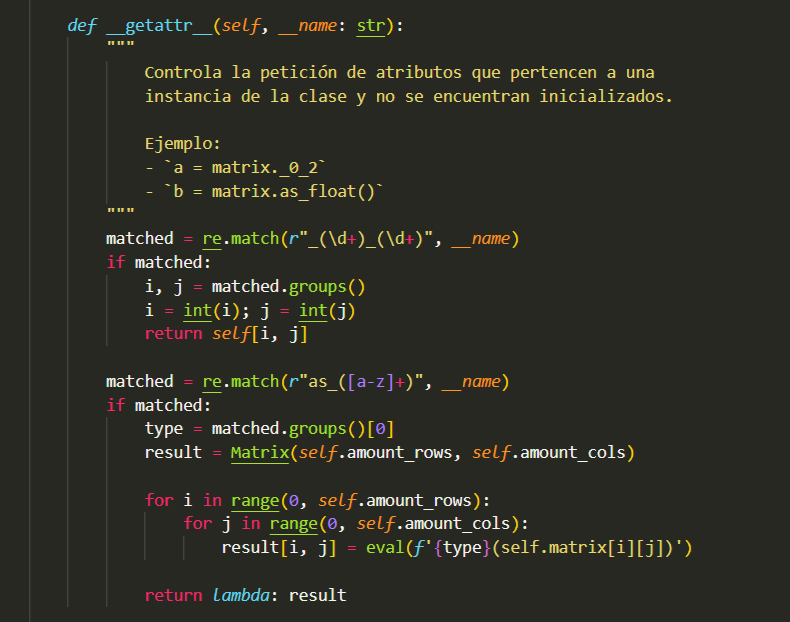 def __getattr__(self, __name: str):
"""
Controla la petición de atributos que pertencen a una
instancia de la clase y no se encuentran inicializados.
Ejemplo:
- `a = matrix._0_2`
- `b = matrix.as_float()`
"""
matched = re.match(r"_(\d+)_(\d+)", __name)
if matched:
i, j = matched.groups()
i = int(i); j = int(j)
return self[i, j]
matched = re.match(r"as_([a-z]+)", __name)
if matched:
type = matched.groups()[0]
result = Matrix(self.amount_rows, self.amount_cols)
for i in range(0, self.amount_rows):
for j in range(0, self.amount_cols):
result[i, j] = eval(f'{type}(self.matrix[i][j])')
return lambda: result